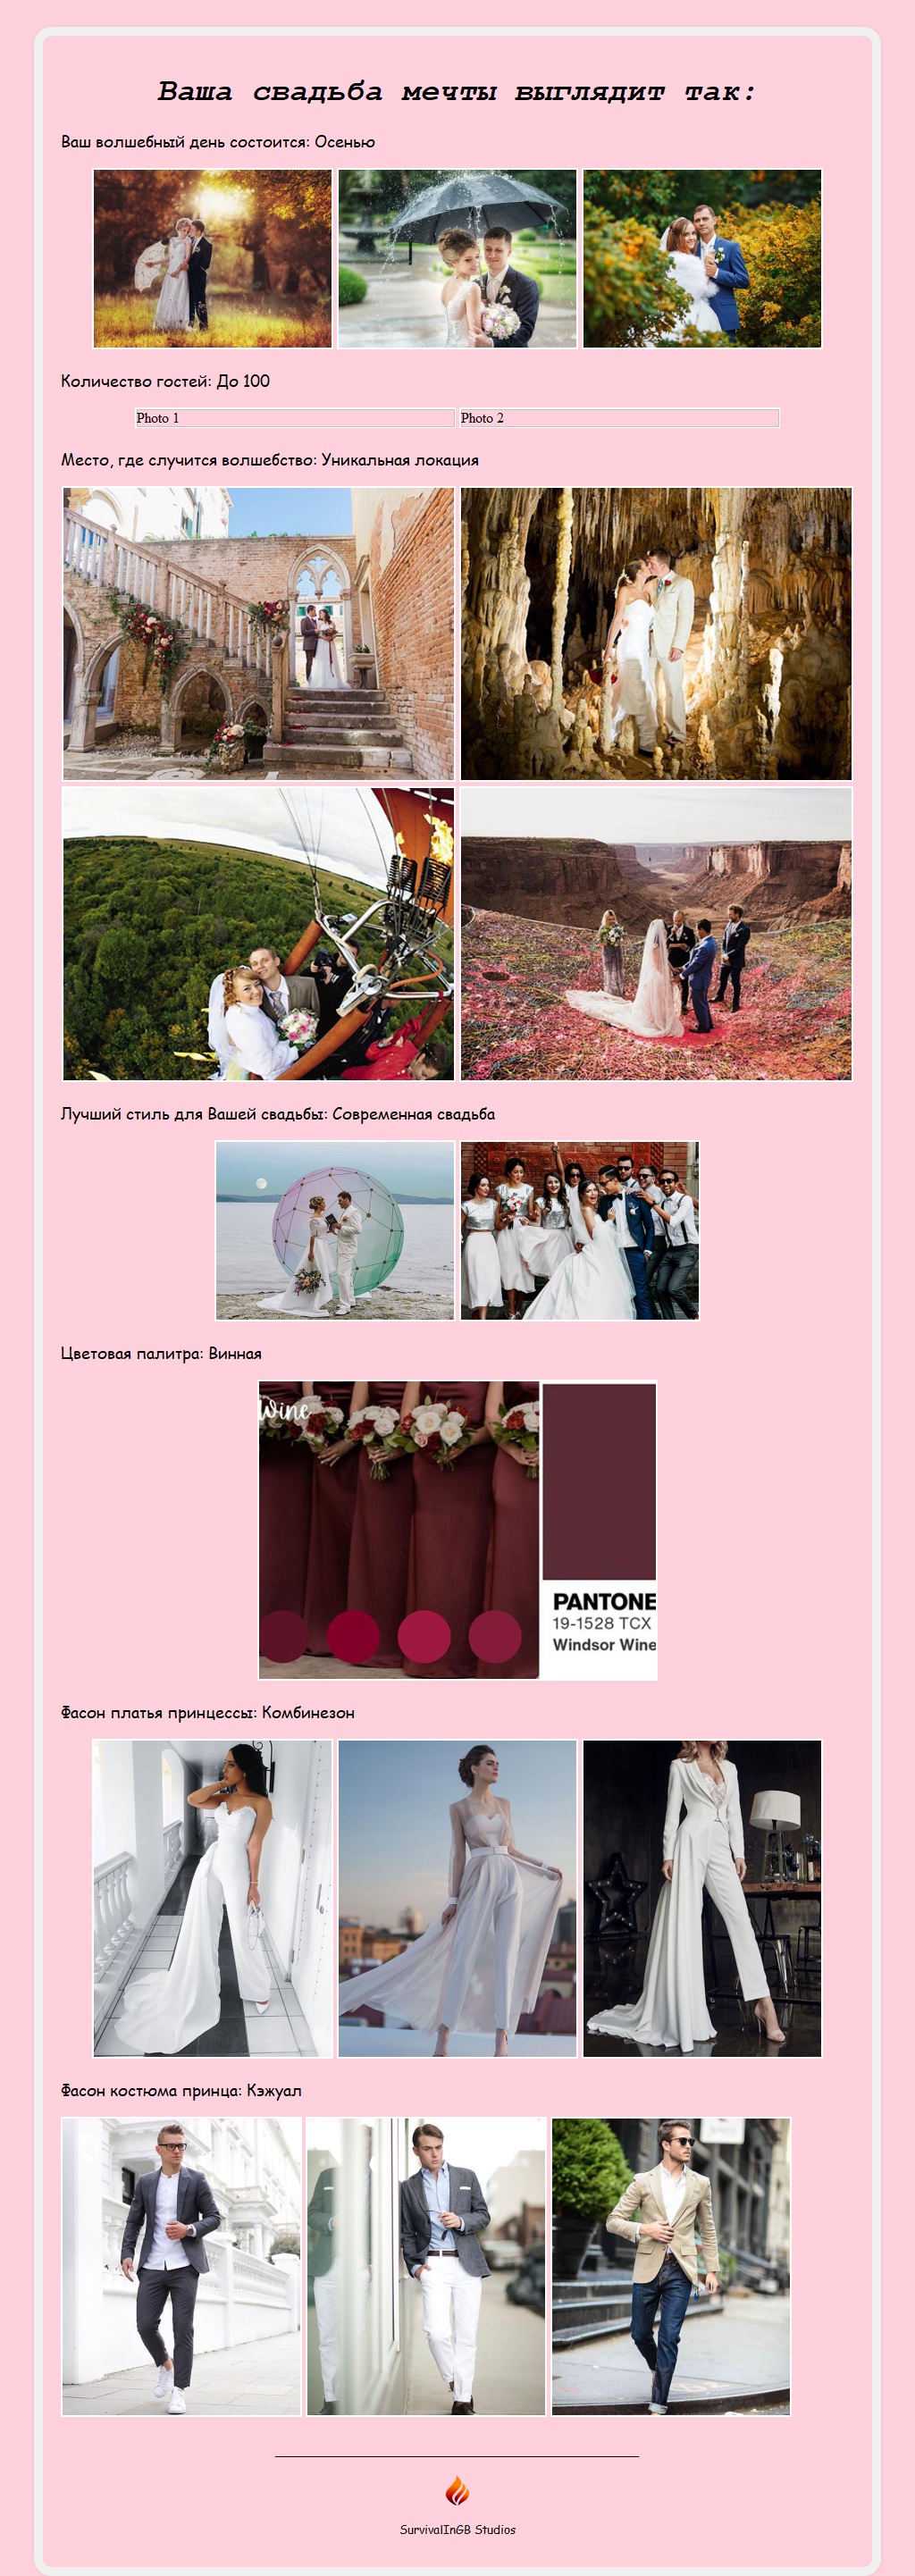 Ваша свадьба мечты выглядит так:
Ваш волшебный день состоится: Осенью
Количество гостей: До 100
Photo 1
Photo 2
Место, где случится волшебство: Уникальная локация
Лучший стиль для Вашей свадьбы: Современная свадьба
Цветовая палитра: Винная
Wine
PANTONE
19-1528 TCX
Windsor Wine
Фасон платья принцессы: Комбинезон
Фасон костюма принца: Кэжуал
SurvivalInGB Studios